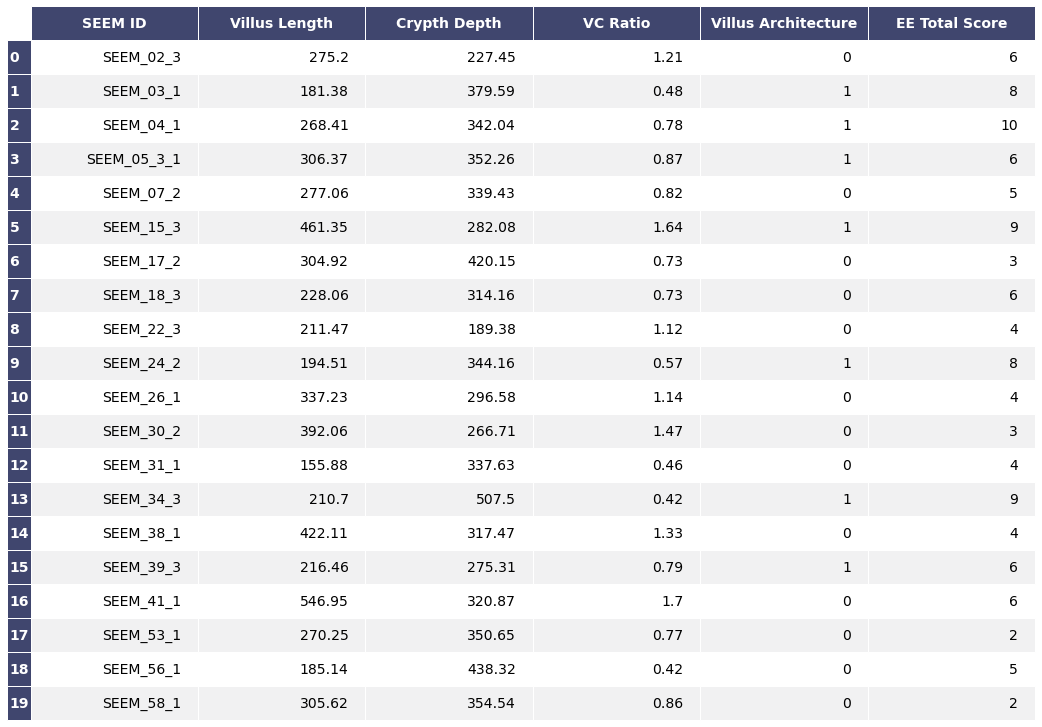 SEEM ID Villus Length Crypth Depth VC Ratio Villus Architecture EE Total Score
0 SEEM_02_3 275.2 227.45 1.21 0 6
1 SEEM_03_1 181.38 379.59 0.48 1 8
2 SEEM_04_1 268.41 342.04 0.78 1 10
3 SEEM_05_3_1 306.37 352.26 0.87 1 6
4 SEEM_07_2 277.06 339.43 0.82 0 5
5 SEEM_15_3 461.35 282.08 1.64 1 9
6 SEEM_17_2 304.92 420.15 0.73 0 3
7 SEEM_18_3 228.06 314.16 0.73 0 6
8 SEEM_22_3 211.47 189.38 1.12 0 4
9 SEEM_24_2 194.51 344.16 0.57 1 8
10 SEEM_26_1 337.23 296.58 1.14 0 4
11 SEEM_30_2 392.06 266.71 1.47 0 3
12 SEEM_31_1 155.88 337.63 0.46 0 4
13 SEEM_34_3 210.7 507.5 0.42 1 9
14 SEEM_38_1 422.11 317.47 1.33 0 4
15 SEEM_39_3 216.46 275.31 0.79 1 6
16 SEEM_41_1 546.95 320.87 1.7 0 6
17 SEEM_53_1 270.25 350.65 0.77 0 2
18 SEEM_56_1 185.14 438.32 0.42 0 5
19 SEEM_58_1 305.62 354.54 0.86 0 2